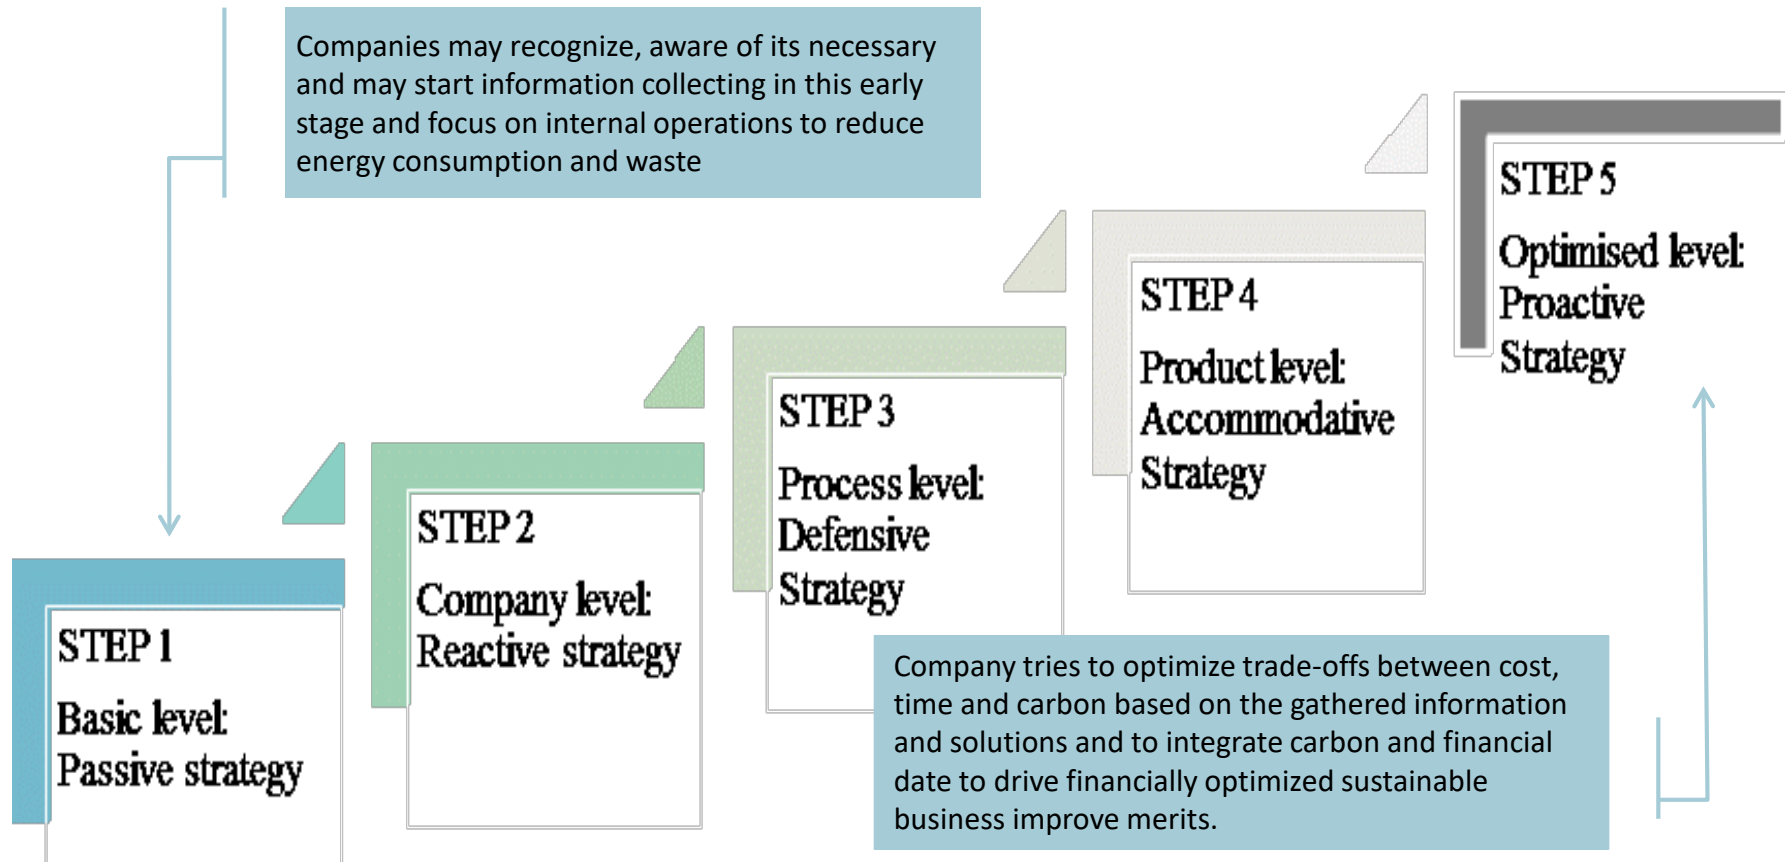 Companies may recognize, aware of its necessary
and may start information collecting in this early
stage and focus on internal operations to reduce
energy consumption and waste
STEP 1
Basic level:
Passive strategy
STEP 2
Company level:
Reactive strategy
STEP 3
Process level:
Defensive
Strategy
STEP 4
Product level:
Accommodative
Strategy
STEP 5
Optimised level:
Proactive
Strategy
Company tries to optimize trade-offs between cost,
time and carbon based on the gathered information
and solutions and to integrate carbon and financial
date to drive financially optimized sustainable
business improve merits.